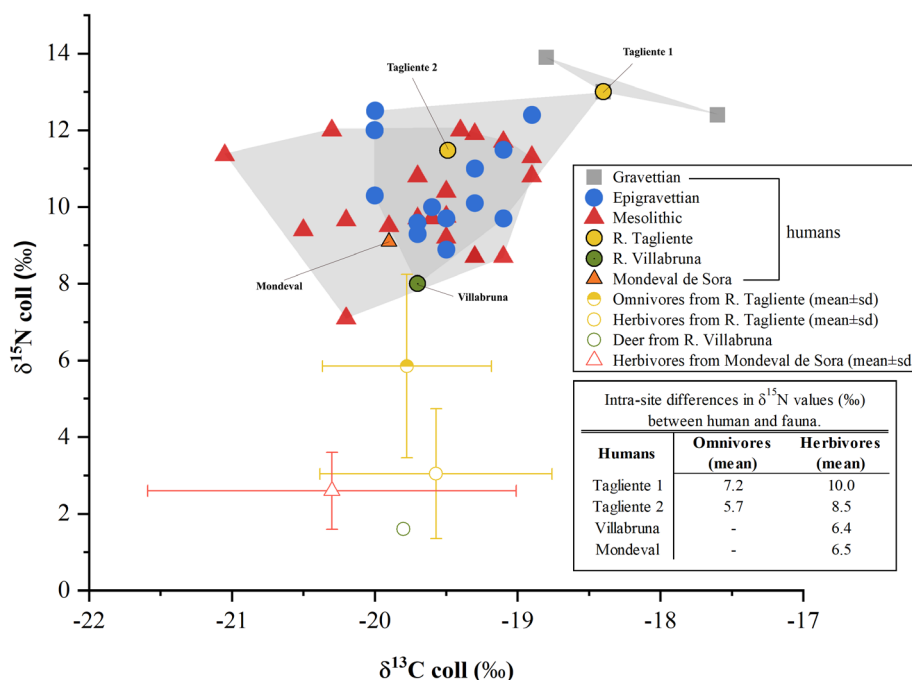 δ15N coll (‰)
14
12
10
8
6
4
2
0
-22
-21
-20
-19
-18
-17
δ13C coll (‰)
Tagliente 1
Tagliente 2
Mondeval
Villabruna
Gravettian
Epigravettian
Mesolithic
R. Tagliente
R. Villabruna
Mondeval de Sora
humans
Omnivores from R. Tagliente (mean±sd)
Herbivores from R. Tagliente (mean±sd)
Deer from R. Villabruna
Herbivores from Mondeval de Sora (mean±sd
Intra-site differences in δ15N values (‰)
between human and fauna.
Humans Omnivores (mean) Herbivores (mean)
Tagliente 1 7.2 10.0
Tagliente 2 5.7 8.5
Villabruna - 6.4
Mondeval - 6.5